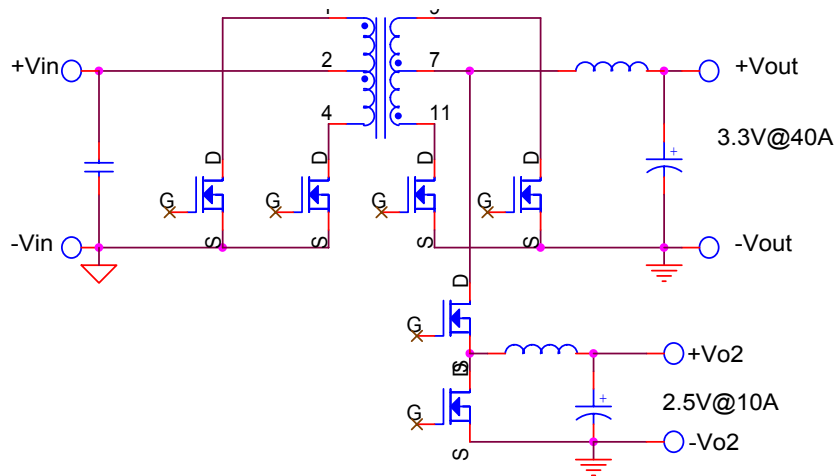 +Vin
2
7
+Vout
4
11
3.3V@40A
D
D
D
D
G
G
G
G
-Vin
S
S
S
S
-Vout
D
G
S
D
+Vo2
G
2.5V@10A
S
-Vo2